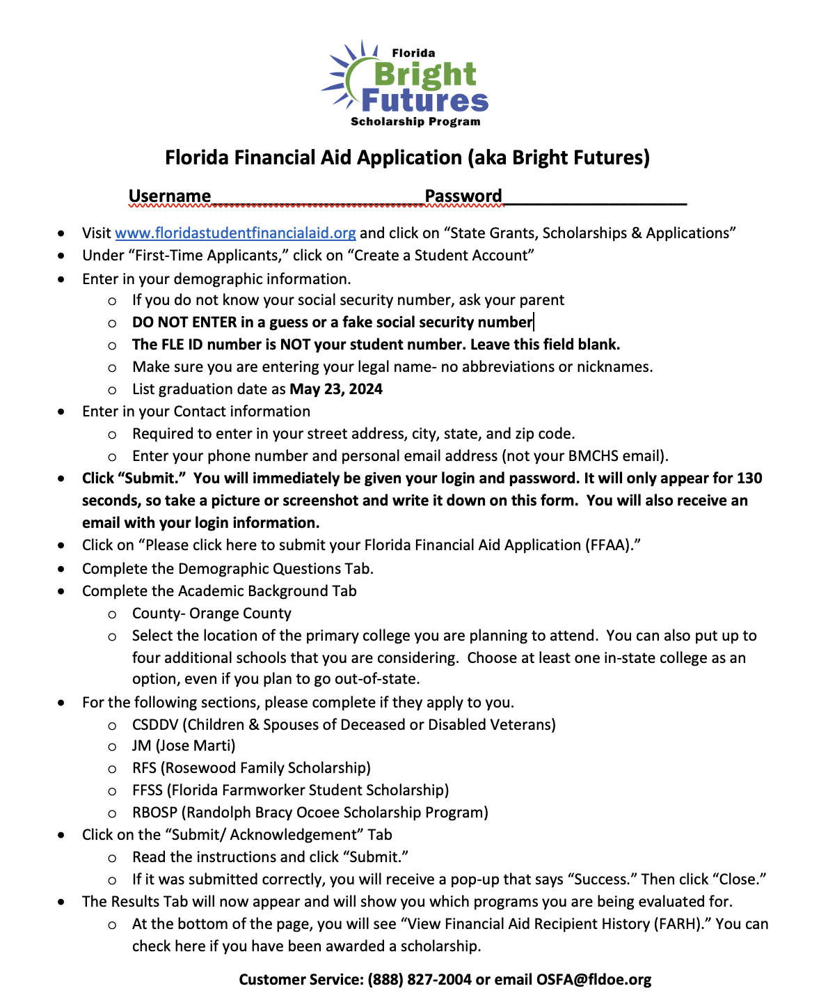 Florida
Bright
Futures
Scholarship Program
Florida Financial Aid Application (aka Bright Futures)
Username______________________Password___________________
• Visit www.floridastudentfinancialaid.org and click on “State Grants, Scholarships & Applications”
• Under “First-Time Applicants,” click on “Create a Student Account”
• Enter in your demographic information.
o If you do not know your social security number, ask your parent
o DO NOT ENTER in a guess or a fake social security number
o The FLE ID number is NOT your student number. Leave this field blank.
o Make sure you are entering your legal name- no abbreviations or nicknames.
o List graduation date as May 23, 2024
• Enter in your Contact information
o Required to enter in your street address, city, state, and zip code.
o Enter your phone number and personal email address (not your BMCHS email).
• Click “Submit.”  You will immediately be given your login and password. It will only appear for 130
seconds, so take a picture or screenshot and write it down on this form.  You will also receive an
email with your login information.
• Click on “Please click here to submit your Florida Financial Aid Application (FFAA).”
• Complete the Demographic Questions Tab.
• Complete the Academic Background Tab
o County- Orange County
o Select the location of the primary college you are planning to attend.  You can also put up to
four additional schools that you are considering.  Choose at least one in-state college as an
option, even if you plan to go out-of-state.
• For the following sections, please complete if they apply to you.
o CSDDV (Children & Spouses of Deceased or Disabled Veterans)
o JM (Jose Marti)
o RFS (Rosewood Family Scholarship)
o FFSS (Florida Farmworker Student Scholarship)
o RBOSP (Randolph Bracy Ocoee Scholarship Program)
• Click on the “Submit/ Acknowledgement” Tab
o Read the instructions and click “Submit.”
o If it was submitted correctly, you will receive a pop-up that says “Success.” Then click “Close.”
• The Results Tab will now appear and will show you which programs you are being evaluated for.
o At the bottom of the page, you will see “View Financial Aid Recipient History (FARH).” You can
check here if you have been awarded a scholarship.
Customer Service: (888) 827-2004 or email OSFA@fldoe.org